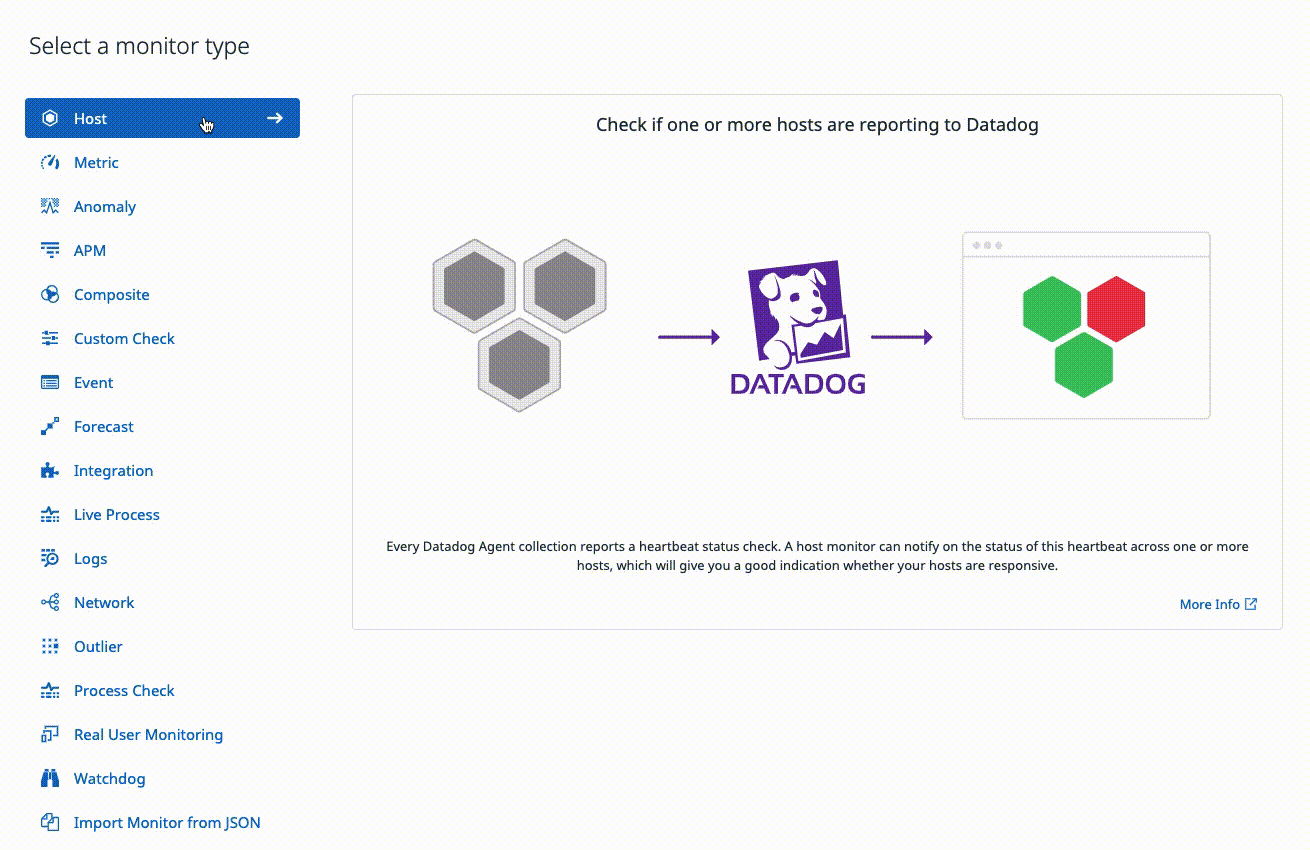 Select a monitor type
Host
Metric
Anomaly
APM
Composite
Custom Check
Event
Forecast
Integration
Live Process
Logs
Network
Outlier
Process Check
Real User Monitoring
Watchdog
Import Monitor from JSON
Check if one or more hosts are reporting to Datadog
DATADOG
Every Datadog Agent collection reports a heartbeat status check. A host monitor can notify on the status of this heartbeat across one or more
hosts, which will give you a good indication whether your hosts are responsive.
More Info